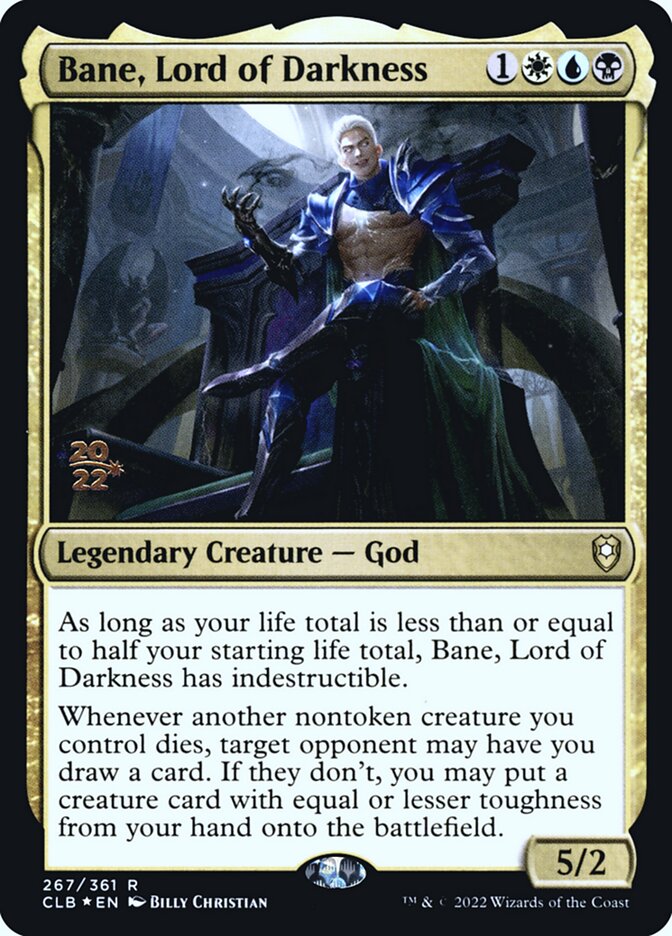 Bane, Lord of Darkness 1
20
22
Legendary Creature — God
As long as your life total is less than or equal
to half your starting life total, Bane, Lord of
Darkness has indestructible.
Whenever another nontoken creature you
control dies, target opponent may have you
draw a card. If they don't, you may put a
creature card with equal or lesser toughness
from your hand onto the battlefield.
5/2
267/361 R
CLB ★ EN Billy Christian
™ & © 2022 Wizards of the Coast